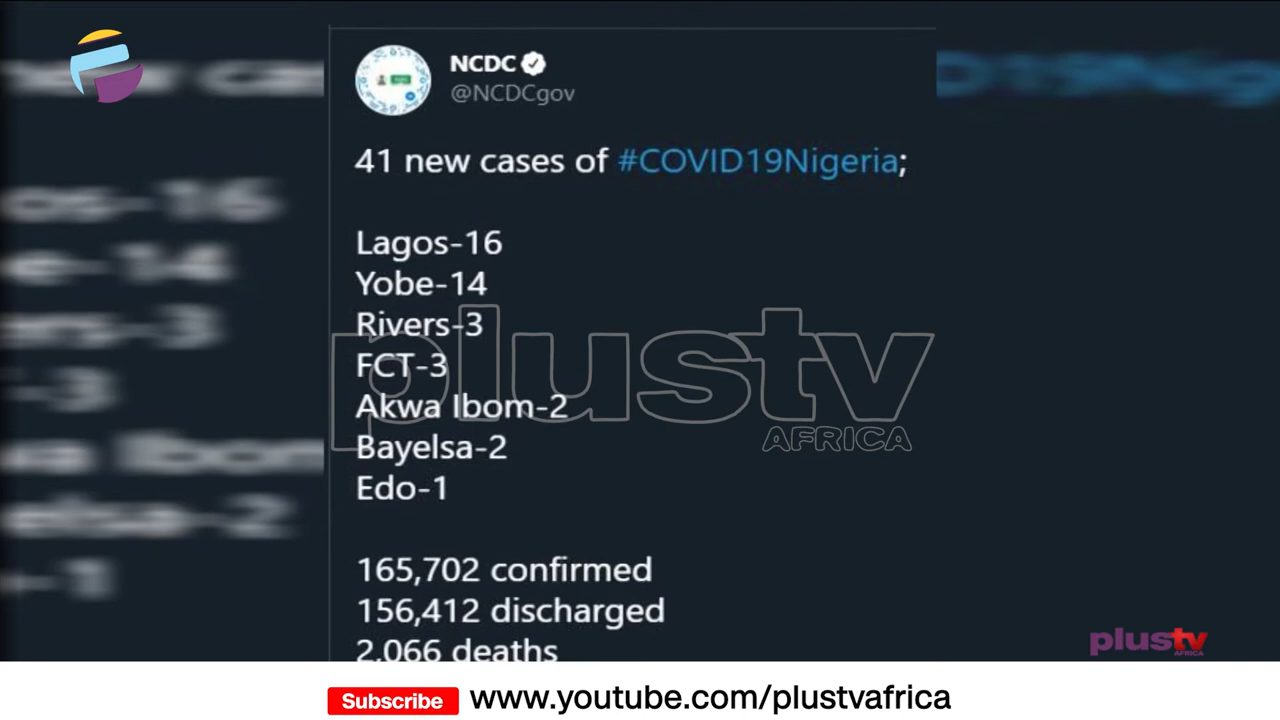 NCDC
@NCDCgov
41 new cases of #COVID19Nigeria;
Lagos-16
Yobe-14
Rivers-3
FCT-3
Akwa Ibom-2
Bayelsa-2
Edo-1
165,702 confirmed
156,412 discharged
2,066 deaths
plustv
AFRICA
plustv
AFRICA
Subscribe www.youtube.com/plustvafrica